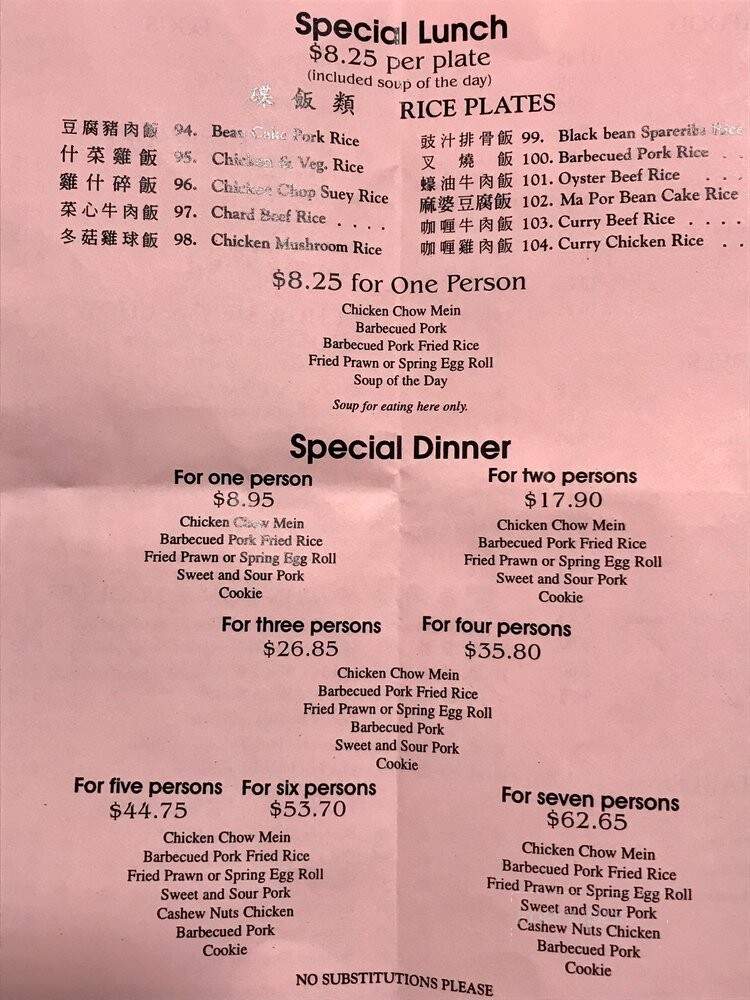 Special Lunch
$8.25 per plate
(included soup of the day)
碟飯類 RICE PLATES
豆腐豬肉飯 94. Bean Cake Pork Rice
什菜雞飯 95. Chicken & Veg. Rice
雞什碎飯 96. Chicken Chop Suey Rice
菜心牛肉飯 97. Chard Beef Rice . . . .
冬菇雞球飯 98. Chicken Mushroom Rice
豉汁排骨飯 99. Black bean Spareribs Rice
叉燒飯 100. Barbecued Pork Rice . .
蠔油牛肉飯 101. Oyster Beef Rice . . .
麻婆豆腐飯 102. Ma Por Bean Cake Rice
咖喱牛肉飯 103. Curry Beef Rice . . .
咖喱雞肉飯 104. Curry Chicken Rice . .
$8.25 for One Person
Chicken Chow Mein
Barbecued Pork
Barbecued Pork Fried Rice
Fried Prawn or Spring Egg Roll
Soup of the Day
Soup for eating here only.
Special Dinner
For one person
$8.95
Chicken Chow Mein
Barbecued Pork Fried Rice
Fried Prawn or Spring Egg Roll
Sweet and Sour Pork
Cookie
For two persons
$17.90
Chicken Chow Mein
Barbecued Pork Fried Rice
Fried Prawn or Spring Egg Roll
Sweet and Sour Pork
Cookie
For three persons For four persons
$26.85 $35.80
Chicken Chow Mein
Barbecued Pork Fried Rice
Fried Prawn or Spring Egg Roll
Barbecued Pork
Sweet and Sour Pork
Cookie
For five persons For six persons
$44.75 $53.70
Chicken Chow Mein
Barbecued Pork Fried Rice
Fried Prawn or Spring Egg Roll
Sweet and Sour Pork
Cashew Nuts Chicken
Barbecued Pork
Cookie
For seven persons
$62.65
Chicken Chow Mein
Barbecued Pork Fried Rice
Fried Prawn or Spring Egg Roll
Sweet and Sour Pork
Cashew Nuts Chicken
Barbecued Pork
Cookie
NO SUBSTITUTIONS PLEASE